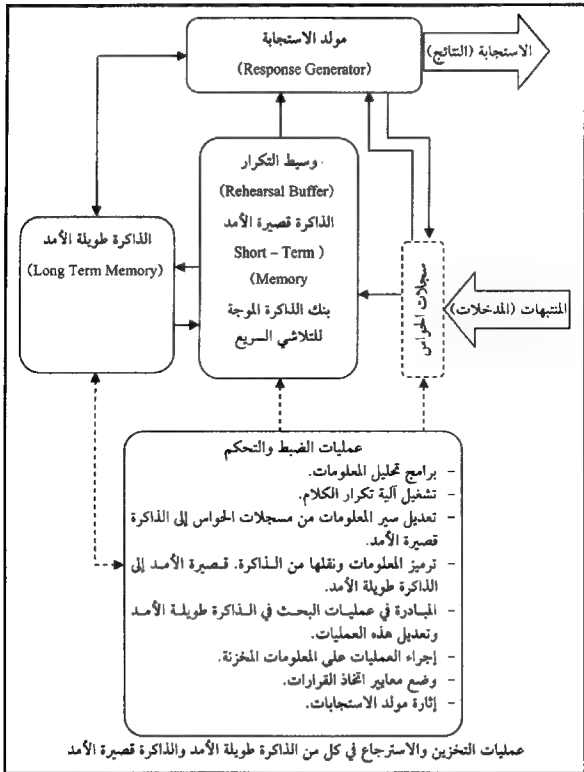 مولد الاستجابة
(Response Generator)
الاستجابة (النتائج)
وسيط التكرار
(Rehearsal Buffer)
الذاكرة قصيرة الأمد
Short – Term )
(Memory
بنك الذاكرة الموجة
للتلاشي السريع
الذاكرة طويلة الأمد
(Long Term Memory)
سجلات الحواس
المنتبهات (المدخلات)
عمليات الضبط والتحكم
- برامج تحليل المعلومات.
- تشغيل آلية تكرار الكلام.
- تعديل سير المعلومات من مسجلات الحواس إلى الذاكرة
قصيرة الأمد.
- ترميز المعلومات ونقلها من الذاكرة. قصيرة الأمد إلى
الذاكرة طويلة الأمد.
- المبادرة في عمليات البحث في الذاكرة طويلة الأمد
وتعديل هذه العمليات.
- إجراء العمليات على المعلومات المخزنة.
- وضع معايير اتخاذ القرارات.
- إثارة مولد الاستجابات.
عمليات التخزين والاسترجاع في كل من الذاكرة طويلة الأمد والذاكرة قصيرة الأمد